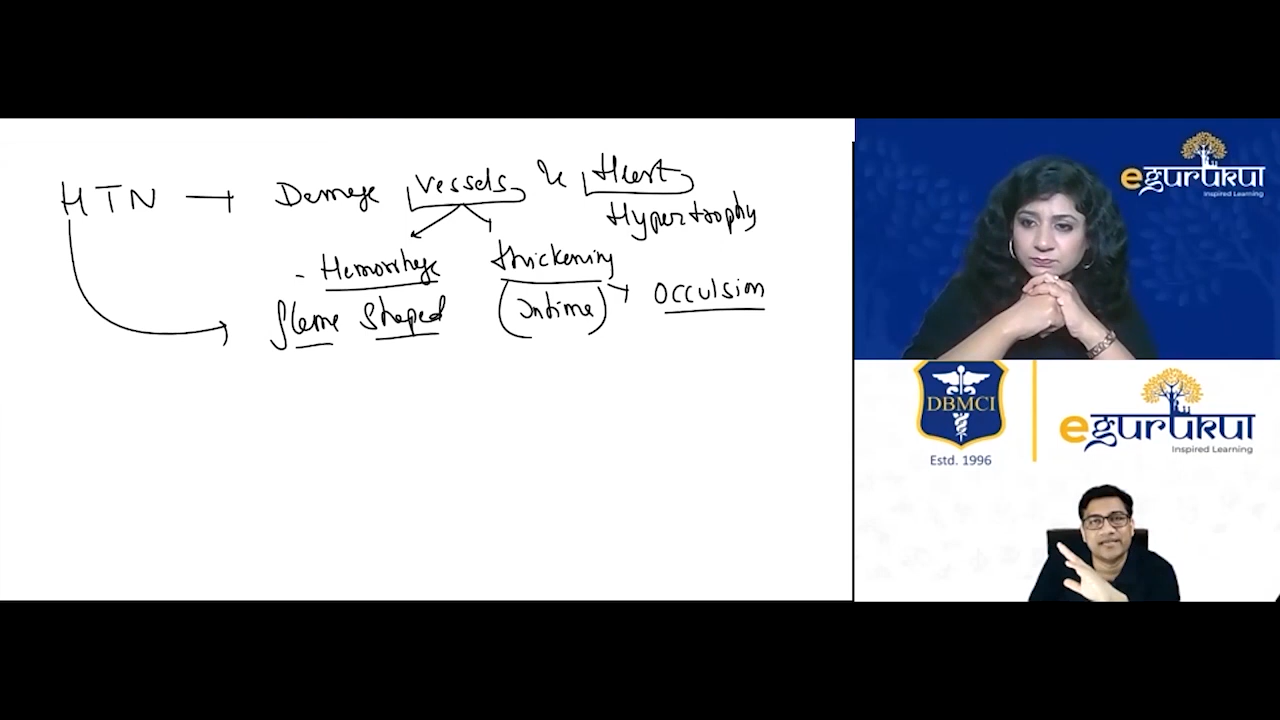 HTN → Damage vessels & Heart
Hypertrophy
- Hemorrhage thickening
flame shaped (Intima) → Occulsion
egurukul
Inspired Learning
DBMCI
Estd. 1996
egurukul
Inspired Learning